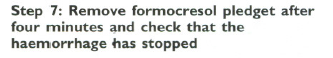 Step 7: Remove formocresol pledget after
four minutes and check that the
haemorrhage has stopped